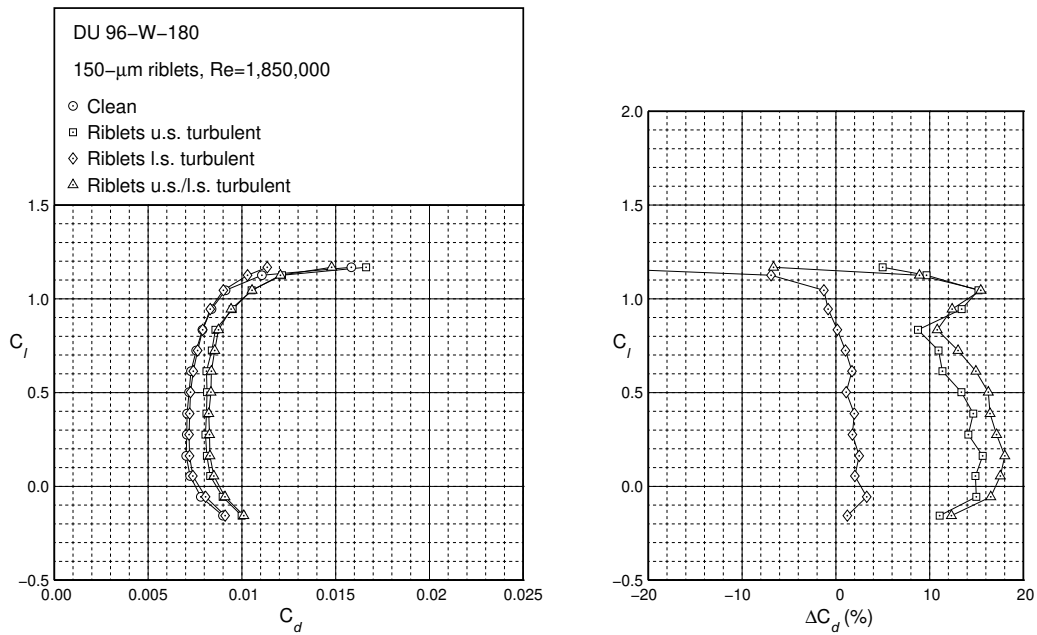 DU 96−W−180
150−μm riblets, Re=1,850,000
Clean
Riblets u.s. turbulent
Riblets l.s. turbulent
Riblets u.s./l.s. turbulent
1.5
1.0
C_l
0.5
0.0
−0.5
0.00 0.005 0.01 0.015 0.02 0.025
C_d
2.0
1.5
1.0
C_l
0.5
0.0
−0.5
−20 −10 0 10 20
ΔC_d (%)